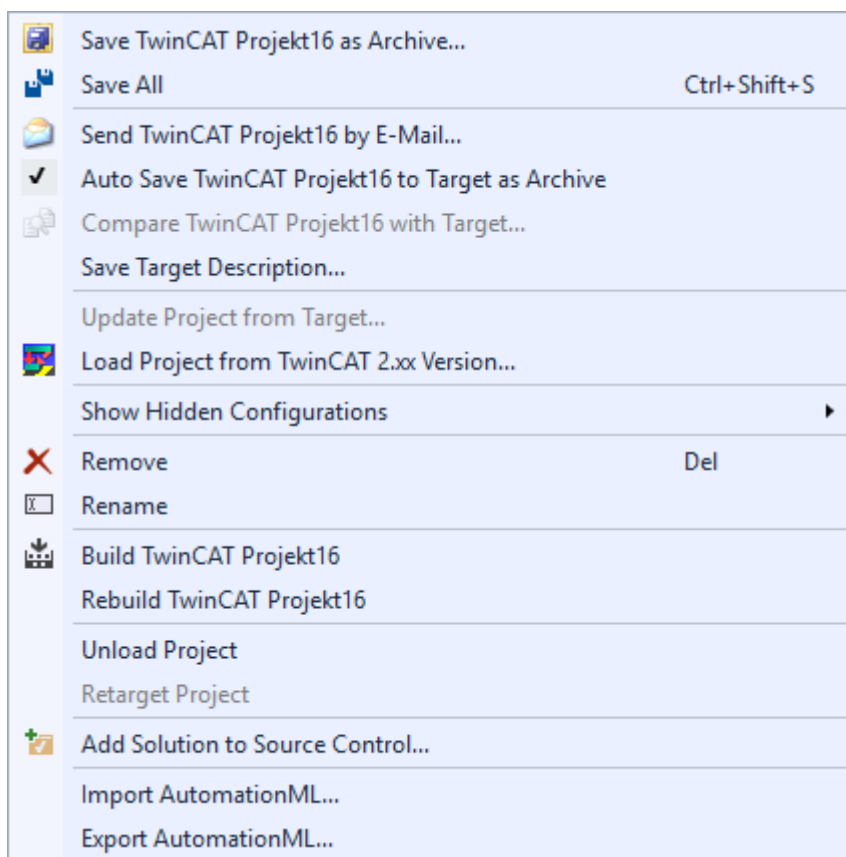 Save TwinCAT Projekt16 as Archive...
Save All Ctrl+Shift+S
Send TwinCAT Projekt16 by E-Mail...
Auto Save TwinCAT Projekt16 to Target as Archive
Compare TwinCAT Projekt16 with Target...
Save Target Description...
Update Project from Target...
Load Project from TwinCAT 2.xx Version...
Show Hidden Configurations
Remove Del
Rename
Build TwinCAT Projekt16
Rebuild TwinCAT Projekt16
Unload Project
Retarget Project
Add Solution to Source Control...
Import AutomationML...
Export AutomationML...